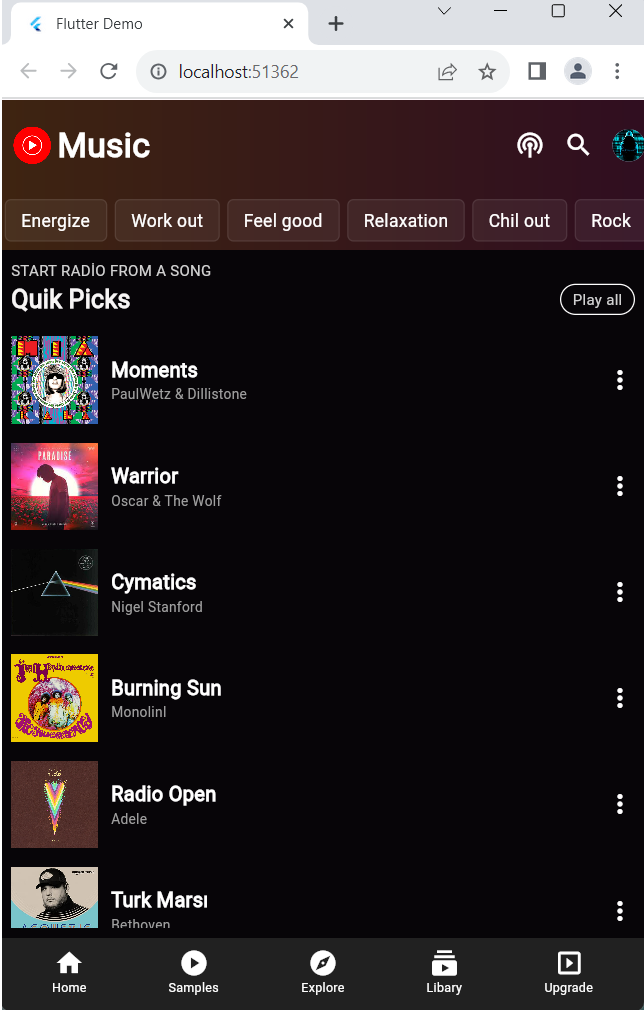 Flutter Demo
localhost:51362
Music
Energize
Work out
Feel good
Relaxation
Chil out
Rock
START RADİO FROM A SONG
Quik Picks
Play all
Moments
PaulWetz & Dillistone
PARADISE
Warrior
Oscar & The Wolf
Cymatics
Nigel Stanford
Burning Sun
Monolinl
Radio Open
Adele
Turk Marsı
Bethoven
ACOUSTIC
Home
Samples
Explore
Libary
Upgrade